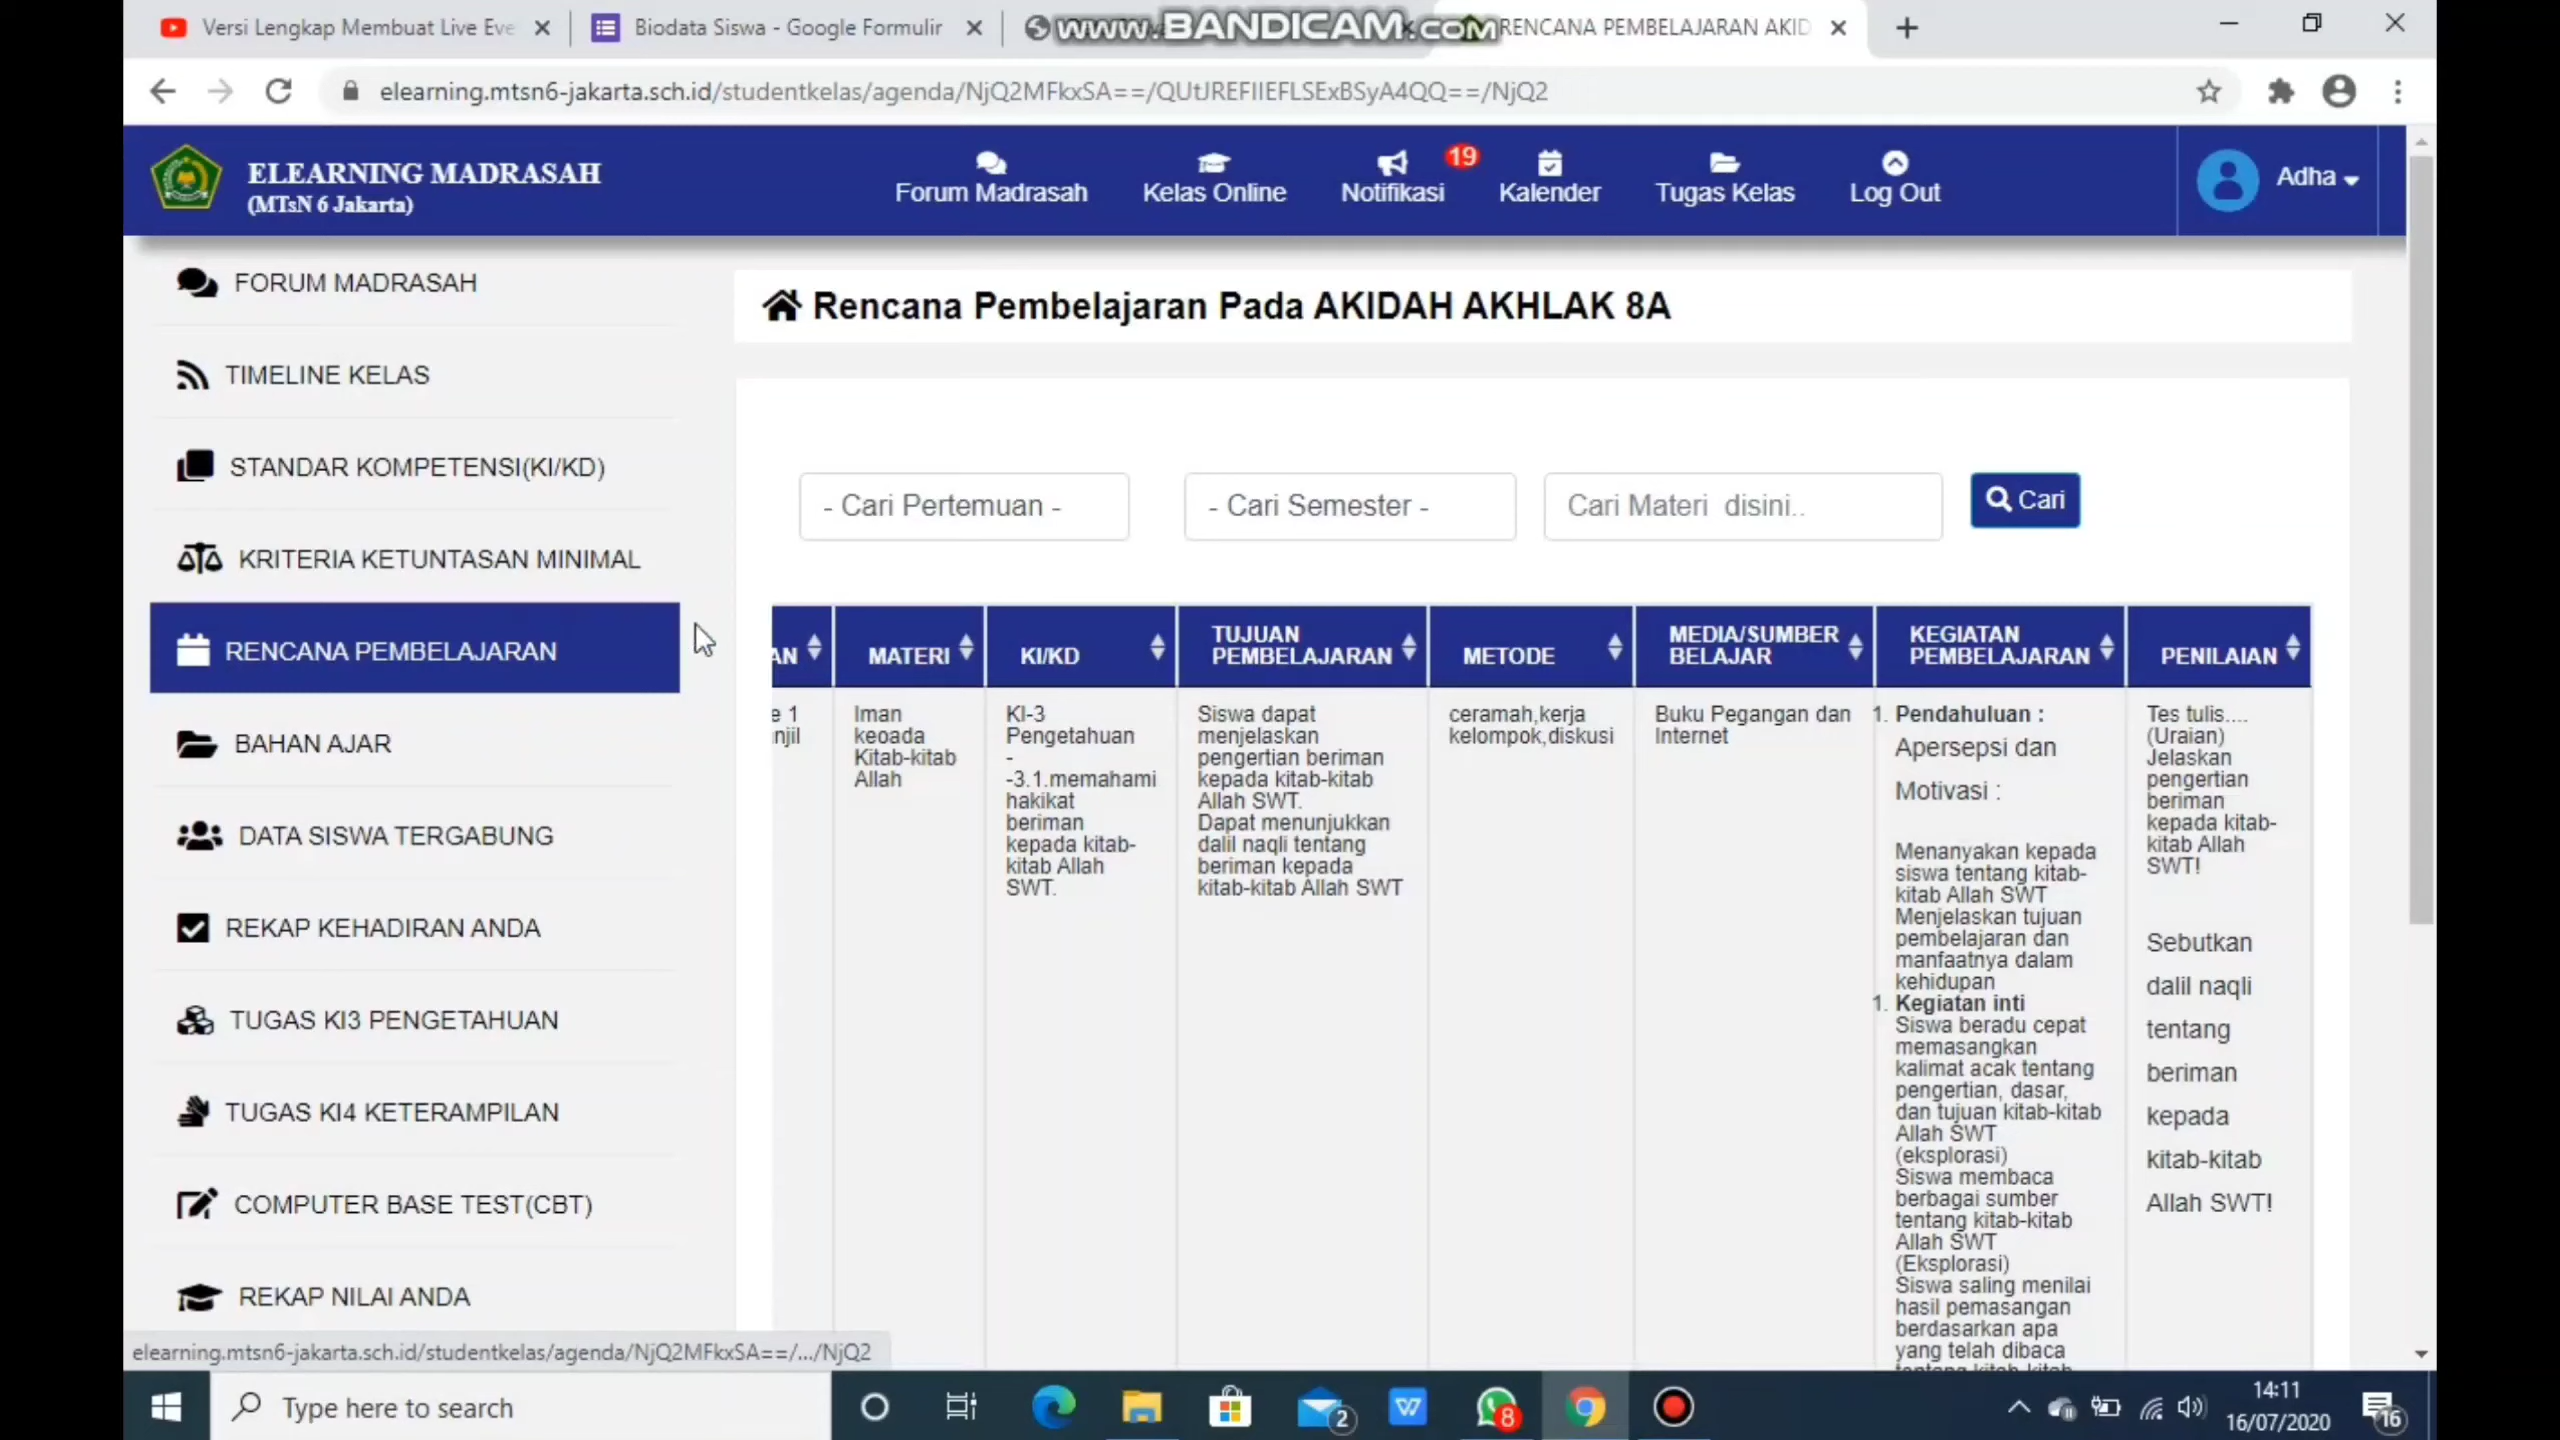 Versi Lengkap Membuat Live Eve
Biodata Siswa - Google Formulir
www.BANDICAM.com
RENCANA PEMBELAJARAN AKID
elearning.mtsn6-jakarta.sch.id/studentkelas/agenda/NjQ2MFkxSA==/QUtJREFIIEFLSExBSyA4QQ==/NjQ2
ELEARNING MADRASAH
(MTsN 6 Jakarta)
Forum Madrasah
Kelas Online
Notifikasi
19
Kalender
Tugas Kelas
Log Out
Adha
FORUM MADRASAH
TIMELINE KELAS
STANDAR KOMPETENSI(KI/KD)
KRITERIA KETUNTASAN MINIMAL
RENCANA PEMBELAJARAN
BAHAN AJAR
DATA SISWA TERGABUNG
REKAP KEHADIRAN ANDA
TUGAS KI3 PENGETAHUAN
TUGAS KI4 KETERAMPILAN
COMPUTER BASE TEST(CBT)
REKAP NILAI ANDA
Rencana Pembelajaran Pada AKIDAH AKHLAK 8A
- Cari Pertemuan -
- Cari Semester -
Cari Materi disini..
Cari
AN
MATERI
KI/KD
TUJUAN
PEMBELAJARAN
METODE
MEDIA/SUMBER
BELAJAR
KEGIATAN
PEMBELAJARAN
PENILAIAN
e 1
njil
Iman
keoada
Kitab-kitab
Allah
KI-3
Pengetahuan
-
-3.1.memahami
hakikat
beriman
kepada kitab-
kitab Allah
SWT.
Siswa dapat
menjelaskan
pengertian beriman
kepada kitab-kitab
Allah SWT.
Dapat menunjukkan
dalil naqli tentang
beriman kepada
kitab-kitab Allah SWT
ceramah,kerja
kelompok,diskusi
Buku Pegangan dan
Internet
1. Pendahuluan :
Apersepsi dan
Motivasi :
Menanyakan kepada
siswa tentang kitab-
kitab Allah SWT
Menjelaskan tujuan
pembelajaran dan
manfaatnya dalam
kehidupan
1. Kegiatan inti
Siswa beradu cepat
memasangkan
kalimat acak tentang
pengertian, dasar,
dan tujuan kitab-kitab
Allah SWT
(eksplorasi)
Siswa membaca
berbagai sumber
tentang kitab-kitab
Allah SWT
(Eksplorasi)
Siswa saling menilai
hasil pemasangan
berdasarkan apa
yang telah dibaca
Tes tulis....
(Uraian)
Jelaskan
pengertian
beriman
kepada kitab-
kitab Allah
SWT!
Sebutkan
dalil naqli
tentang
beriman
kepada
kitab-kitab
Allah SWT!
elearning.mtsn6-jakarta.sch.id/studentkelas/agenda/NjQ2MFkxSA==/.../NjQ2
Type here to search
2
8
14:11
16/07/2020
16